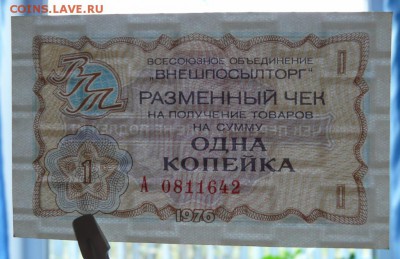 COINS.LAVE.RU
ВПТ
ВСЕСОЮЗНОЕ ОБЪЕДИНЕНИЕ
"ВНЕШПОСЫЛТОРГ"
РАЗМЕННЫЙ ЧЕК
НА ПОЛУЧЕНИЕ ТОВАРОВ
НА СУММУ
ОДНА
КОПЕЙКА
А 0811642
1976
1
1
1